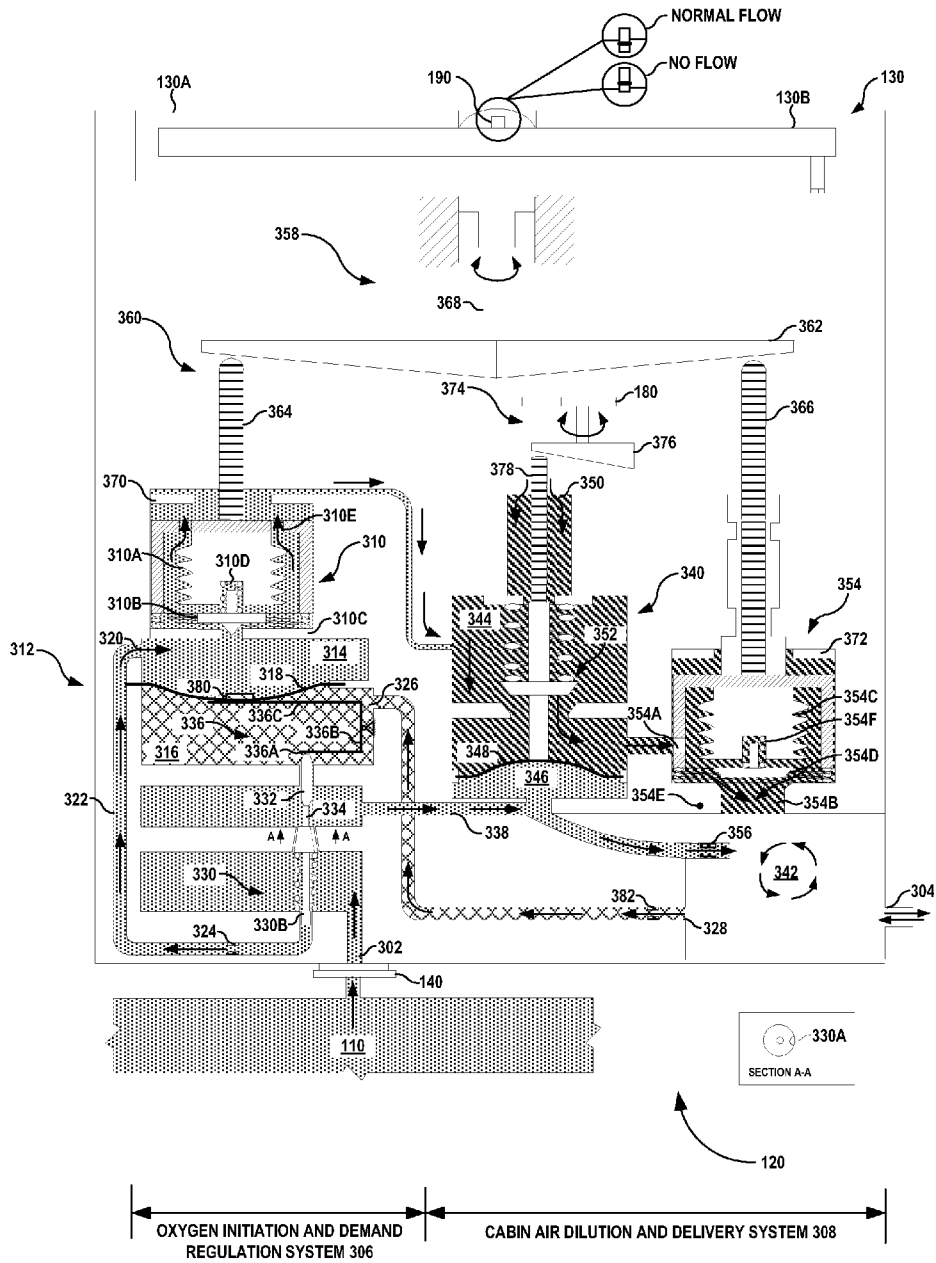 NORMAL FLOW
NO FLOW
190
130A
130B
130
358
368
360
362
374
180
364
366
376
378
370
350
310E
310A
310D
310
340
310B
354
344
310C
372
320
352
312
314
318
326
380
354C
336C
354A
354F
336
336B
348
354D
316
336A
346
332
354E
354B
334
322
338
356
A
A
342
330
304
382
330B
328
324
302
140
330A
110
SECTION A-A
120
OXYGEN INITIATION AND DEMAND
REGULATION SYSTEM 306
CABIN AIR DILUTION AND DELIVERY SYSTEM 308